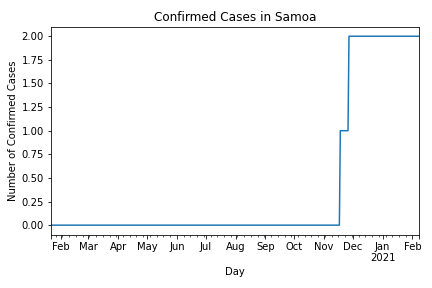 Confirmed Cases in Samoa
Number of Confirmed Cases
2.00
1.75
1.50
1.25
1.00
0.75
0.50
0.25
0.00
Feb Mar Apr May Jun Jul Aug Sep Oct Nov Dec Jan Feb
2021
Day